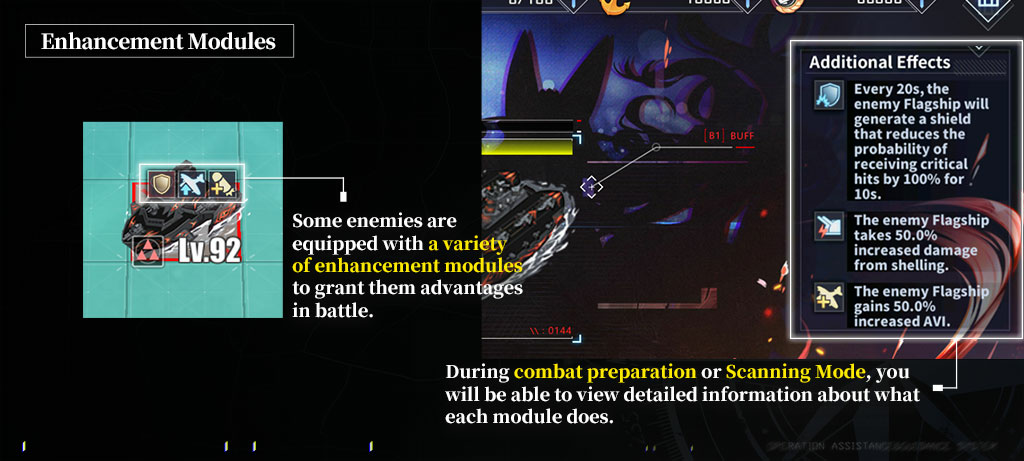 Enhancement Modules
Lv.92
Some enemies are
equipped with a variety
of enhancement modules
to grant them advantages
in battle.
[B1] BUFF
\\ : 0144
Additional Effects
Every 20s, the
enemy Flagship will
generate a shield
that reduces the
probability of
receiving critical
hits by 100% for
10s.
The enemy Flagship
takes 50.0%
increased damage
from shelling.
The enemy Flagship
gains 50.0%
increased AVI.
During combat preparation or Scanning Mode, you
will be able to view detailed information about what
each module does.